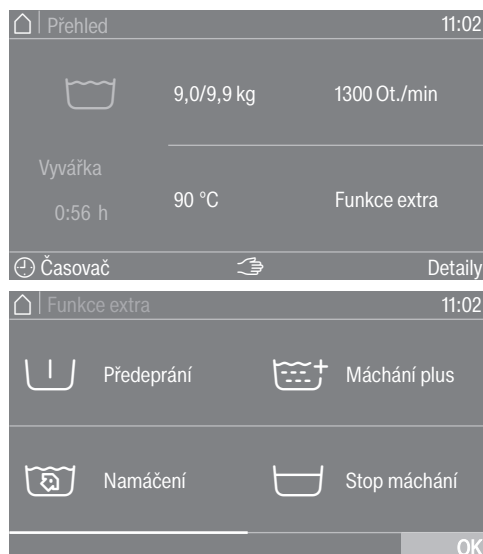 Přehled 11:02
9,0/9,9 kg 1300 Ot./min
Vyvářka
0:56 h
90 °C Funkce extra
Časovač Detaily
Funkce extra 11:02
Předeprání Máchání plus
Namáčení Stop máchání
OK